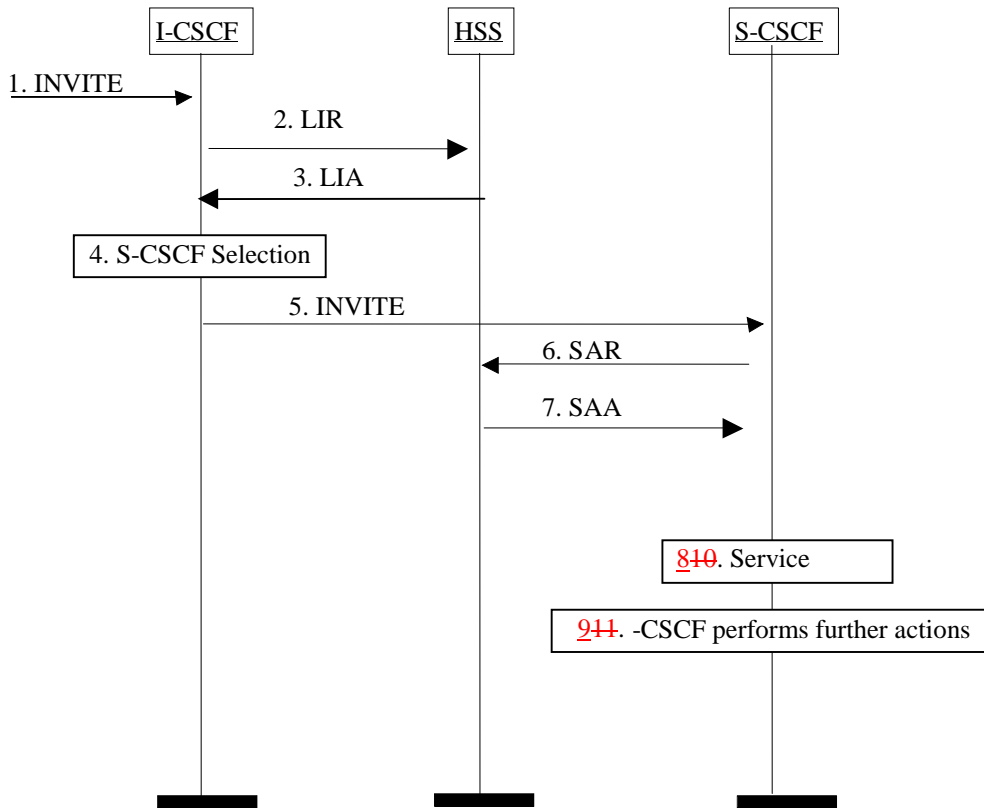 I-CSCF
HSS
S-CSCF
1. INVITE
2. LIR
3. LIA
4. S-CSCF Selection
5. INVITE
6. SAR
7. SAA
810. Service
911. -CSCF performs further actions